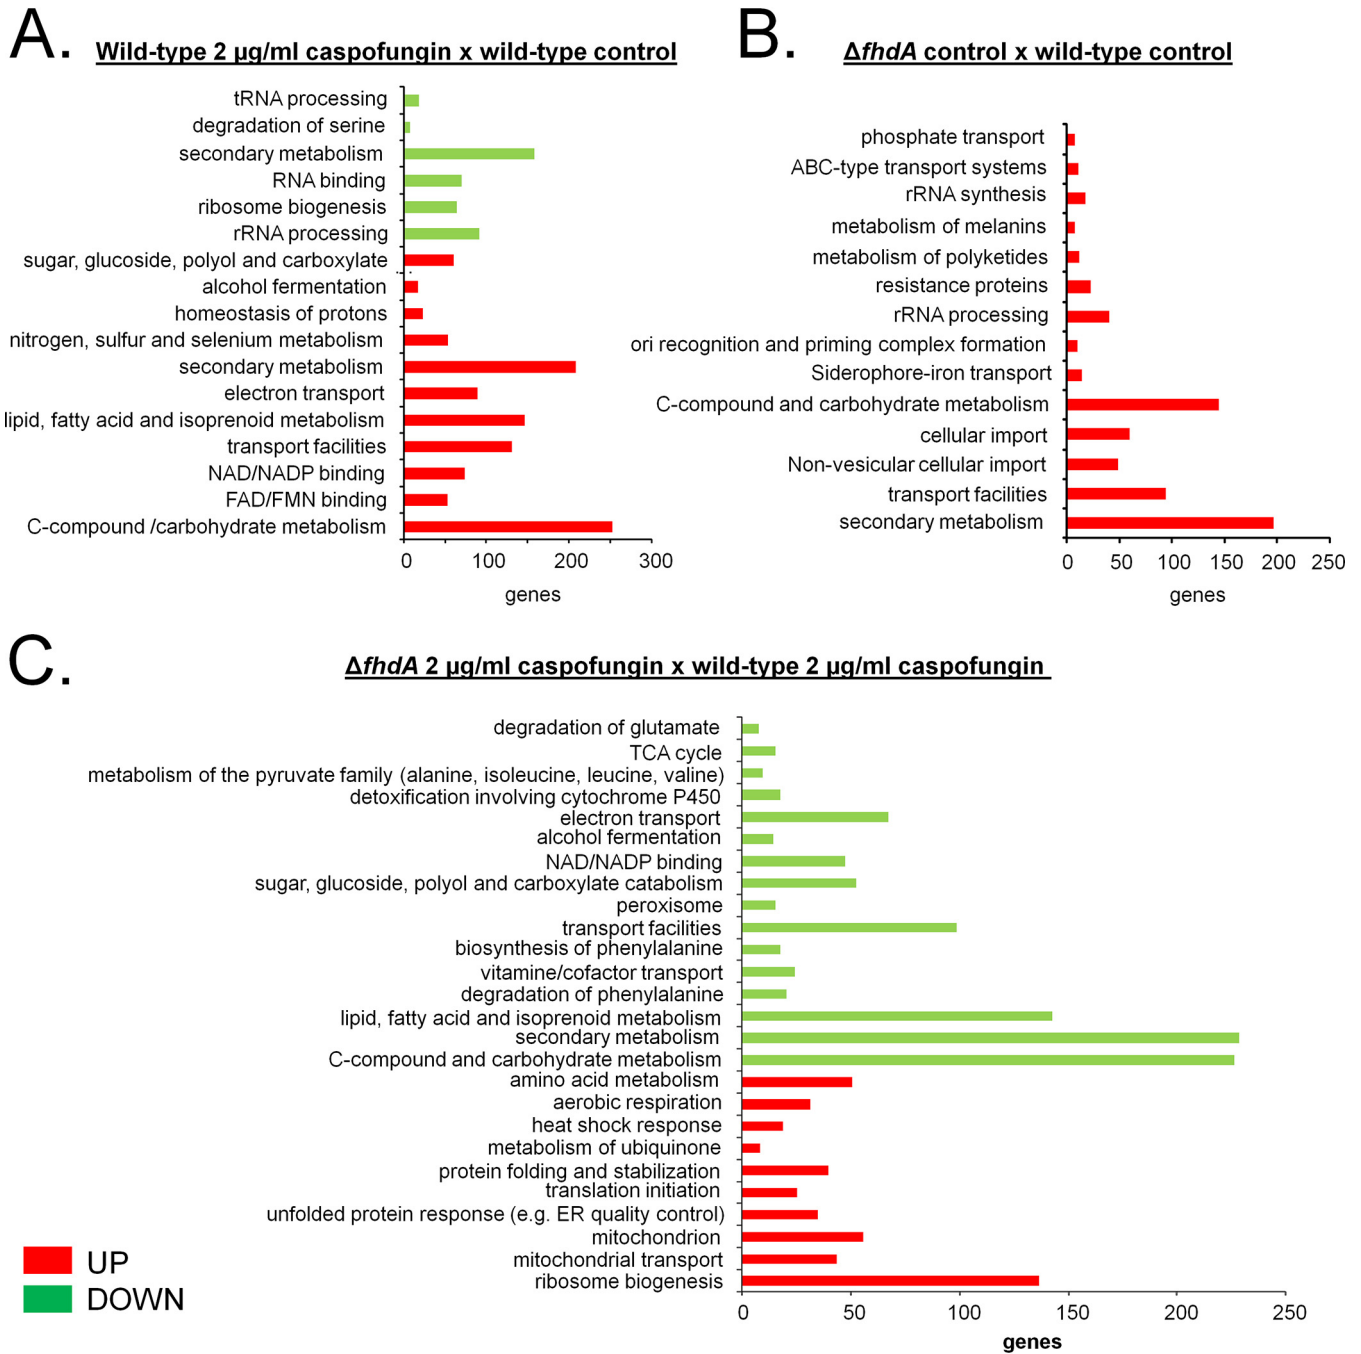 A.
Wild-type 2 µg/ml caspofungin x wild-type control
tRNA processing
degradation of serine
secondary metabolism
RNA binding
ribosome biogenesis
rRNA processing
sugar, glucoside, polyol and carboxylate
alcohol fermentation
homeostasis of protons
nitrogen, sulfur and selenium metabolism
secondary metabolism
electron transport
lipid, fatty acid and isoprenoid metabolism
transport facilities
NAD/NADP binding
FAD/FMN binding
C-compound /carbohydrate metabolism
0 100 200 300
genes
B.
ΔfhdA control x wild-type control
phosphate transport
ABC-type transport systems
rRNA synthesis
metabolism of melanins
metabolism of polyketides
resistance proteins
rRNA processing
ori recognition and priming complex formation
Siderophore-iron transport
C-compound and carbohydrate metabolism
cellular import
Non-vesicular cellular import
transport facilities
secondary metabolism
0 50 100 150 200 250
genes
C.
ΔfhdA 2 µg/ml caspofungin x wild-type 2 µg/ml caspofungin
degradation of glutamate
TCA cycle
metabolism of the pyruvate family (alanine, isoleucine, leucine, valine)
detoxification involving cytochrome P450
electron transport
alcohol fermentation
NAD/NADP binding
sugar, glucoside, polyol and carboxylate catabolism
peroxisome
transport facilities
biosynthesis of phenylalanine
vitamine/cofactor transport
degradation of phenylalanine
lipid, fatty acid and isoprenoid metabolism
secondary metabolism
C-compound and carbohydrate metabolism
amino acid metabolism
aerobic respiration
heat shock response
metabolism of ubiquinone
protein folding and stabilization
translation initiation
unfolded protein response (e.g. ER quality control)
mitochondrion
mitochondrial transport
ribosome biogenesis
0 50 100 150 200 250
genes
UP
DOWN